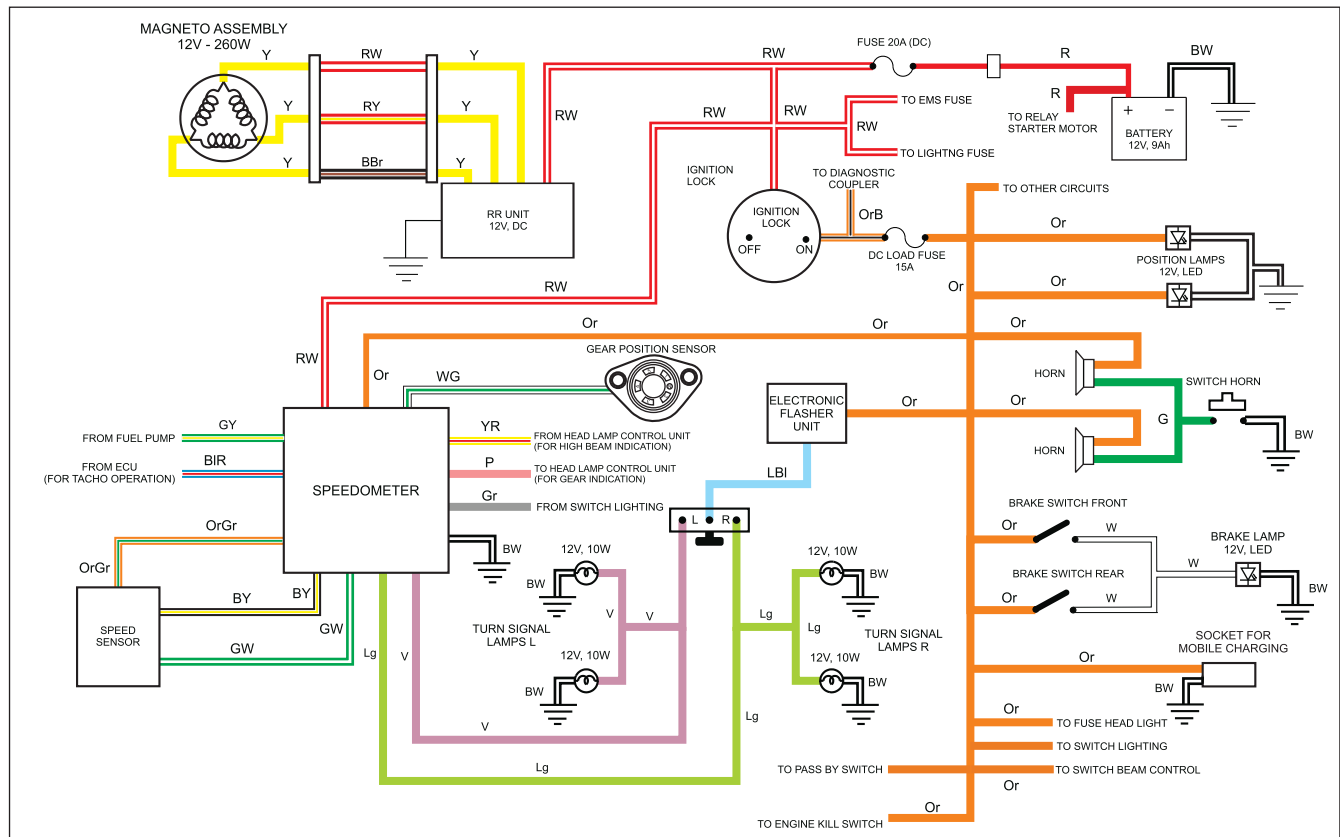 MAGNETO ASSEMBLY
12V - 260W
Y
RW
Y
Y
RY
Y
Y
BBr
Y
RW
RR UNIT
12V, DC
RW
FUSE 20A (DC)
R
BW
R
TO RELAY
STARTER MOTOR
+ −
BATTERY
12V, 9Ah
RW
RW
RW
RW
TO EMS FUSE
RW
TO LIGHTNG FUSE
IGNITION
LOCK
TO DIAGNOSTIC
COUPLER
IGNITION
LOCK
OFF
ON
OrB
DC LOAD FUSE
15A
TO OTHER CIRCUITS
Or
POSITION LAMPS
12V, LED
Or
Or
RW
Or
Or
Or
RW
Or
GEAR POSITION SENSOR
WG
HORN
SWITCH HORN
ELECTRONIC
FLASHER
UNIT
Or
Or
G
HORN
BW
LBl
FROM FUEL PUMP
GY
FROM ECU
(FOR TACHO OPERATION)
BlR
SPEEDOMETER
YR
FROM HEAD LAMP CONTROL UNIT
(FOR HIGH BEAM INDICATION)
P
TO HEAD LAMP CONTROL UNIT
(FOR GEAR INDICATION)
Gr
FROM SWITCH LIGHTING
BW
OrGr
OrGr
SPEED
SENSOR
BY
BY
GW
GW
Lg
V
L R
12V, 10W
BW
V
V
TURN SIGNAL
LAMPS L
12V, 10W
BW
V
Lg
12V, 10W
BW
Lg
Lg
TURN SIGNAL
LAMPS R
12V, 10W
BW
Lg
BRAKE SWITCH FRONT
Or
W
BRAKE LAMP
12V, LED
W
BW
BRAKE SWITCH REAR
Or
W
SOCKET FOR
MOBILE CHARGING
Or
BW
Or
TO FUSE HEAD LIGHT
TO SWITCH LIGHTING
TO PASS BY SWITCH
TO SWITCH BEAM CONTROL
Or
Or
TO ENGINE KILL SWITCH